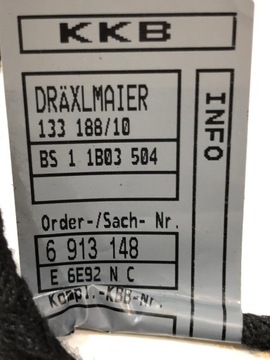 KKB
DRÄXLMAIER
133 188/10
BS 1 1B03 504
INFO
Order-/Sach- Nr.
6 913 148
E 6E92 N C
Kompl.-KBB-Nr.